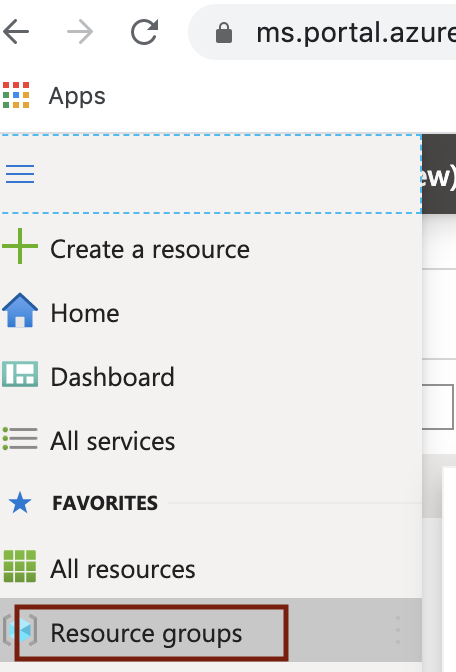 ms.portal.azure
Apps
ew)
Create a resource
Home
Dashboard
All services
FAVORITES
All resources
Resource groups